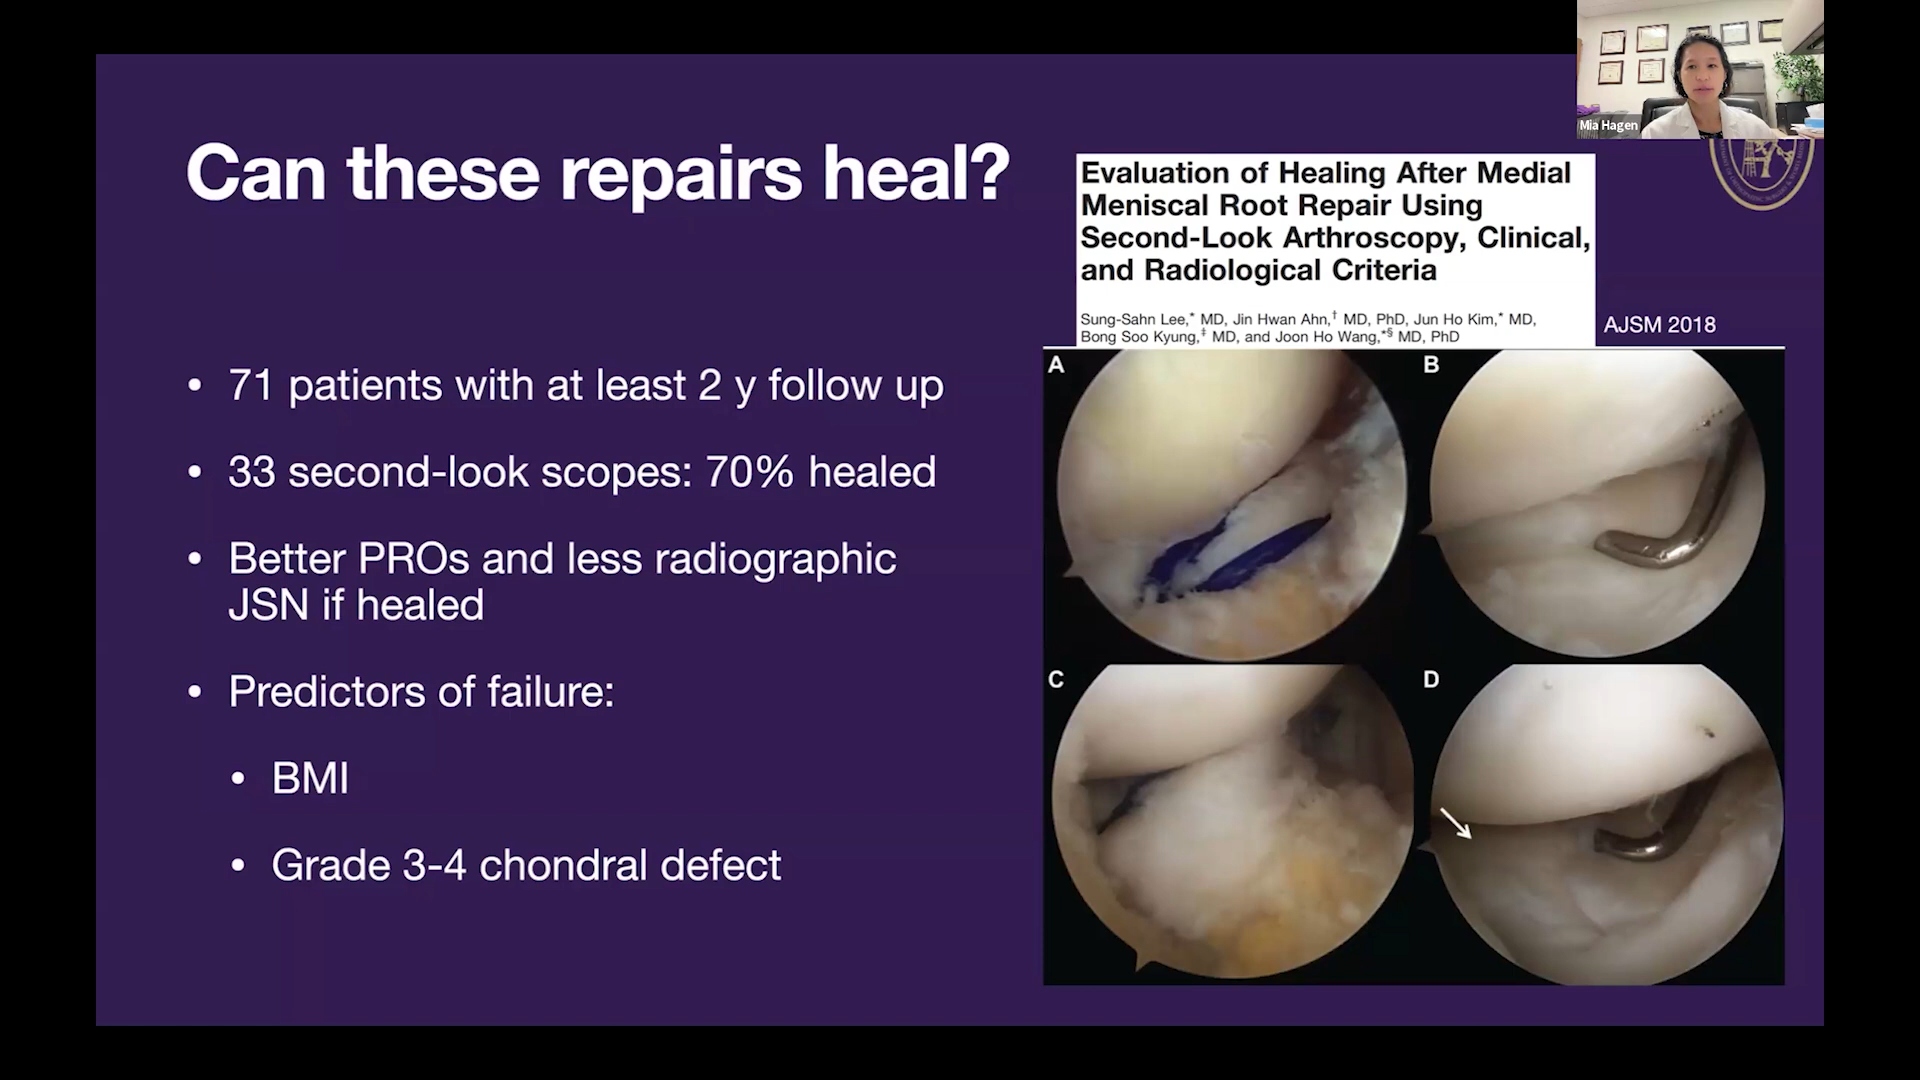 Mia Hagen
Can these repairs heal?
• 71 patients with at least 2 y follow up
• 33 second-look scopes: 70% healed
• Better PROs and less radiographic
JSN if healed
• Predictors of failure:
• BMI
• Grade 3-4 chondral defect
Evaluation of Healing After Medial
Meniscal Root Repair Using
Second-Look Arthroscopy, Clinical,
and Radiological Criteria
Sung-Sahn Lee,* MD, Jin Hwan Ahn,† MD, PhD, Jun Ho Kim,* MD,
Bong Soo Kyung,‡ MD, and Joon Ho Wang,*§ MD, PhD
AJSM 2018
A
B
C
D